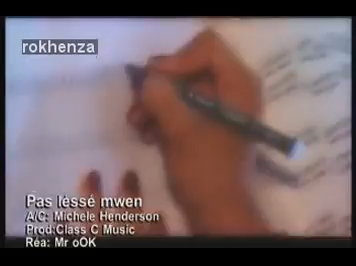 rokhenza
Pas léssé mwen
A/C: Michele Henderson
Prod:Class C Music
Réa: Mr oOK